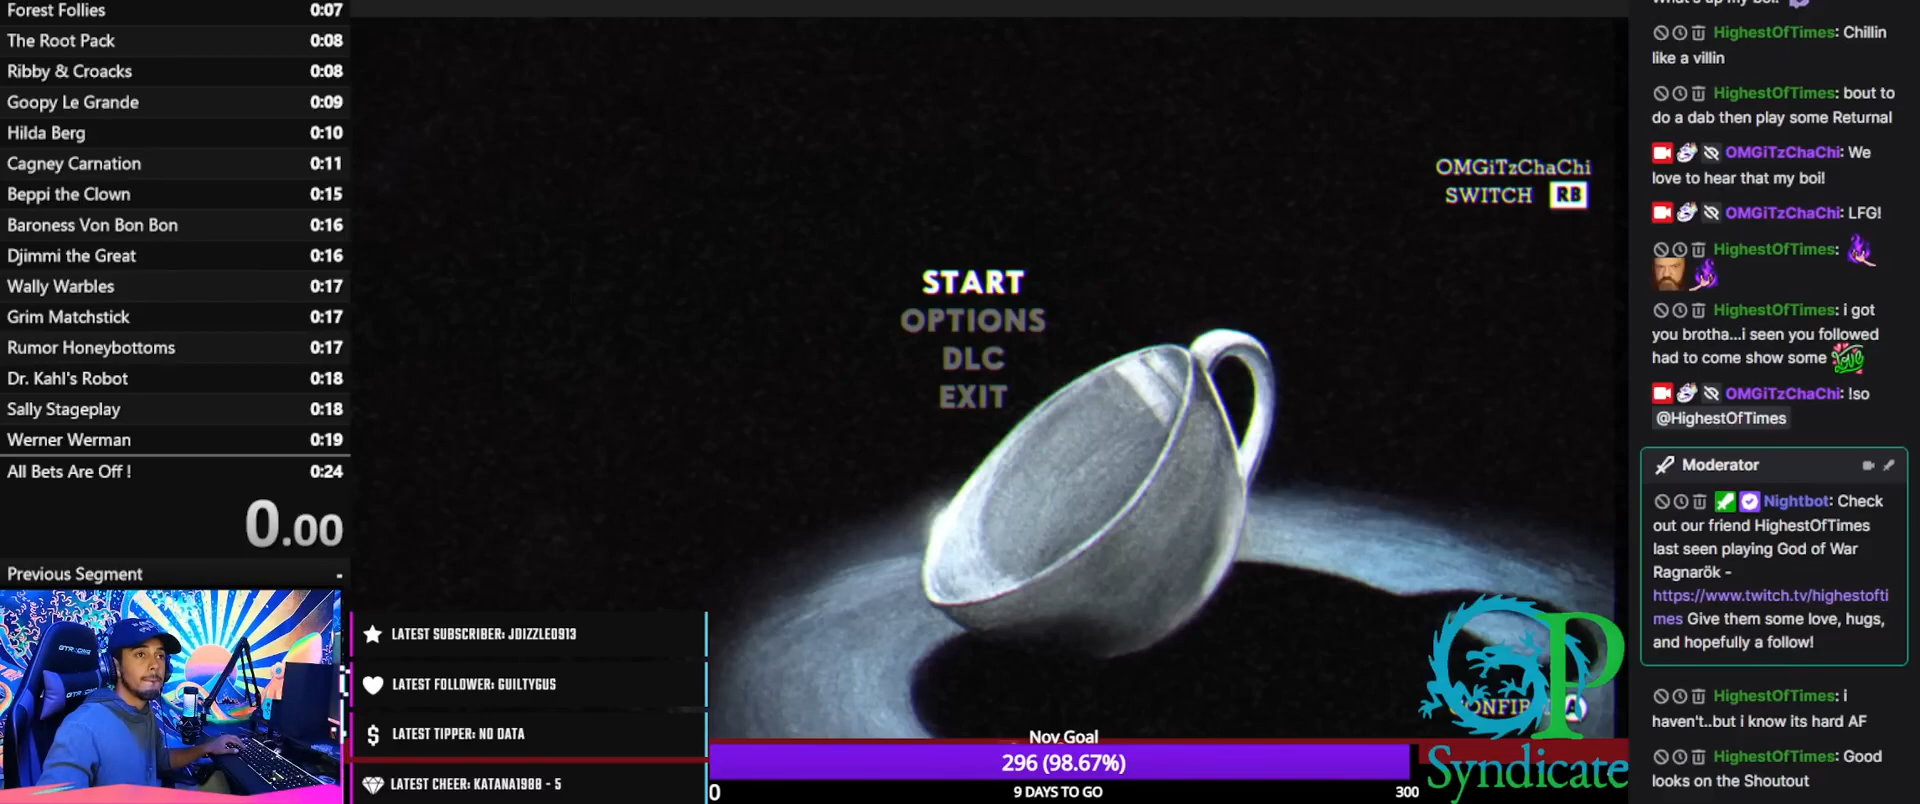 Forest Follies 0:07
The Root Pack 0:08
Ribby & Croacks 0:08
Goopy Le Grande 0:09
Hilda Berg 0:10
Cagney Carnation 0:11
Beppi the Clown 0:15
Baroness Von Bon Bon 0:16
Djimmi the Great 0:16
Wally Warbles 0:17
Grim Matchstick 0:17
Rumor Honeybottoms 0:17
Dr. Kahl's Robot 0:18
Sally Stageplay 0:18
Werner Werman 0:19
All Bets Are Off ! 0:24
0.00
Previous Segment -
OMGiTzChaChi
SWITCH RB
START
OPTIONS
DLC
EXIT
LATEST SUBSCRIBER: JDIZZLE0913
LATEST FOLLOWER: GUILTYGUS
LATEST TIPPER: NO DATA
LATEST CHEER: KATANA1988 - 5
Nov Goal
296 (98.67%)
0 9 DAYS TO GO 300
OP
Syndicate
HighestOfTimes: Chillin
like a villin
HighestOfTimes: bout to
do a dab then play some Returnal
OMGiTzChaChi: We
love to hear that my boi!
OMGiTzChaChi: LFG!
HighestOfTimes:
HighestOfTimes: i got
you brotha...i seen you followed
had to come show some Love
OMGiTzChaChi: !so
@HighestOfTimes
Moderator
Nightbot: Check
out our friend HighestOfTimes
last seen playing God of War
Ragnarök -
https://www.twitch.tv/highestofti
mes Give them some love, hugs,
and hopefully a follow!
HighestOfTimes: i
haven't..but i know its hard AF
HighestOfTimes: Good
looks on the Shoutout